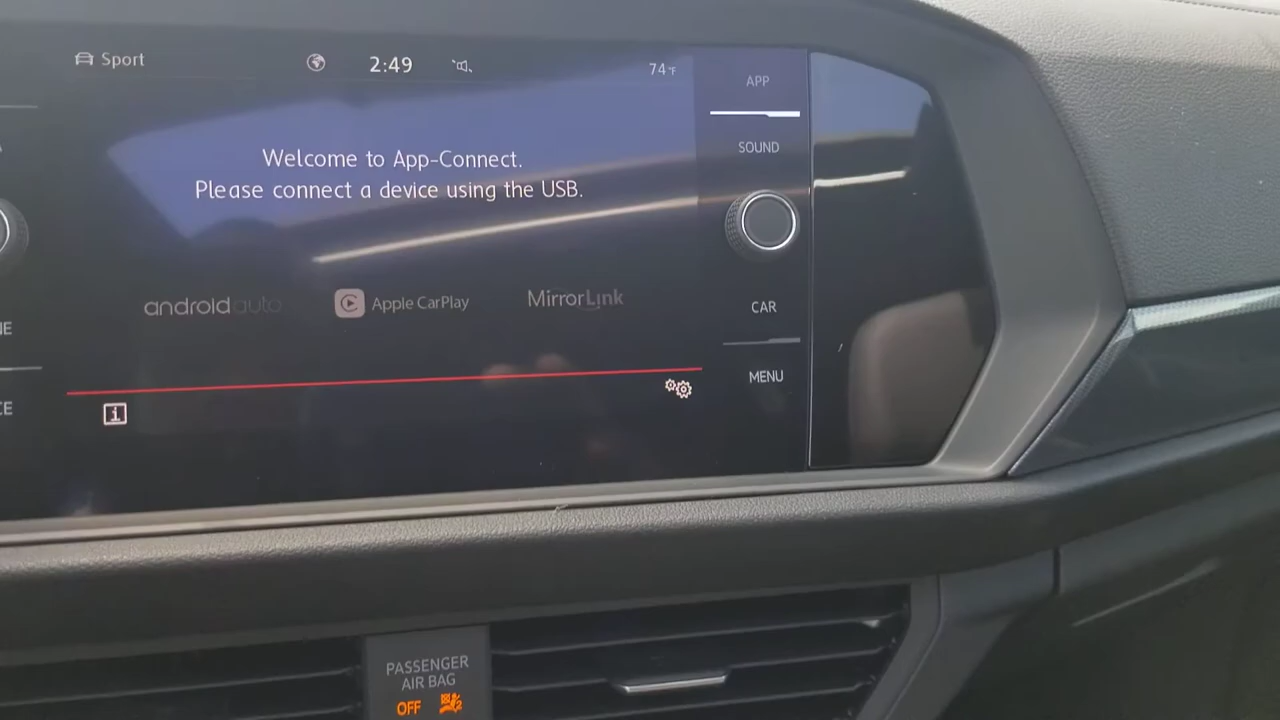 Sport
2:49
74°F
Welcome to App-Connect.
Please connect a device using the USB.
android auto
Apple CarPlay
MirrorLink
APP
SOUND
CAR
MENU
PASSENGER
AIR BAG
OFF